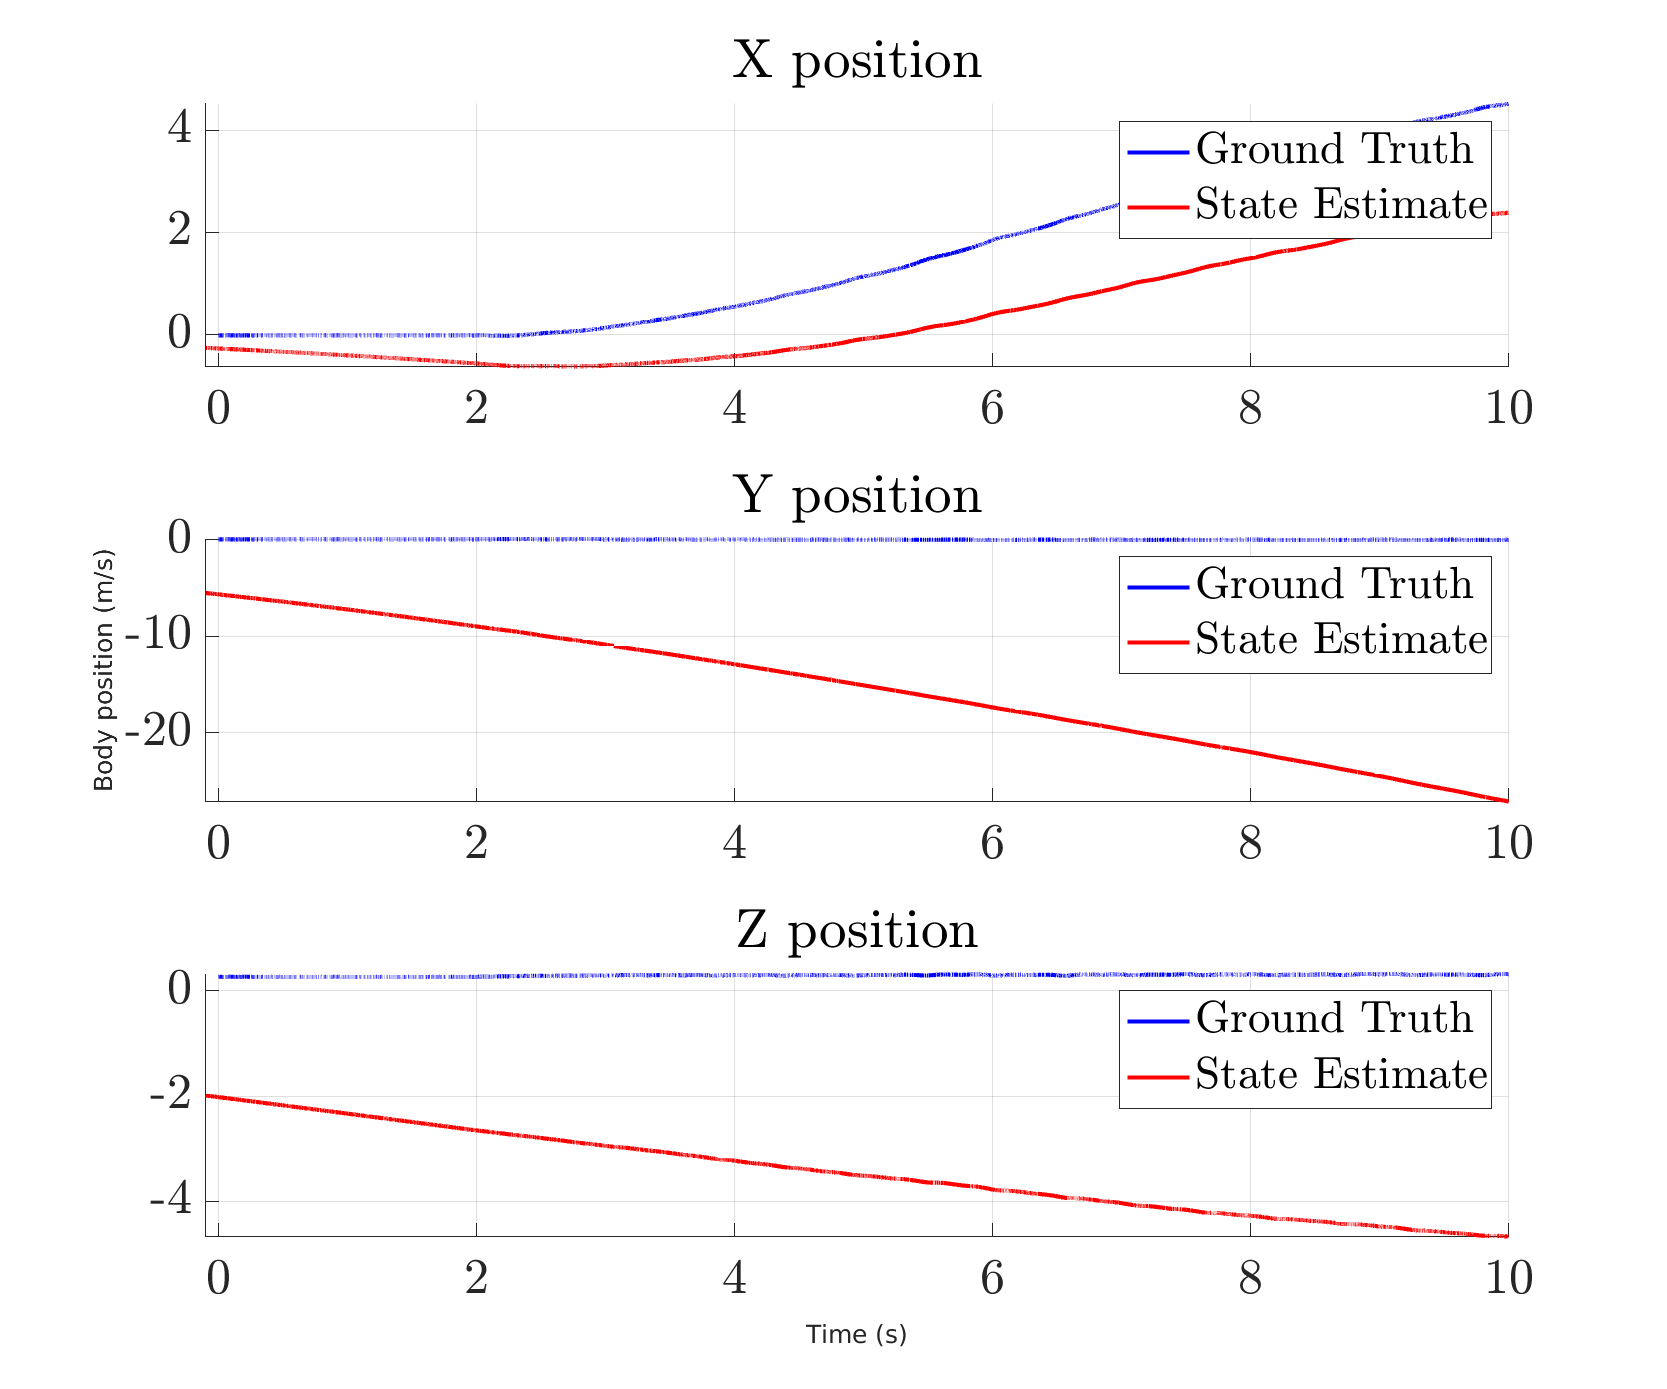 X position
4
2
0
Ground Truth
State Estimate
0 2 4 6 8 10
Y position
Body position (m/s)
0
-10
-20
Ground Truth
State Estimate
0 2 4 6 8 10
Z position
0
-2
-4
Ground Truth
State Estimate
0 2 4 6 8 10
Time (s)